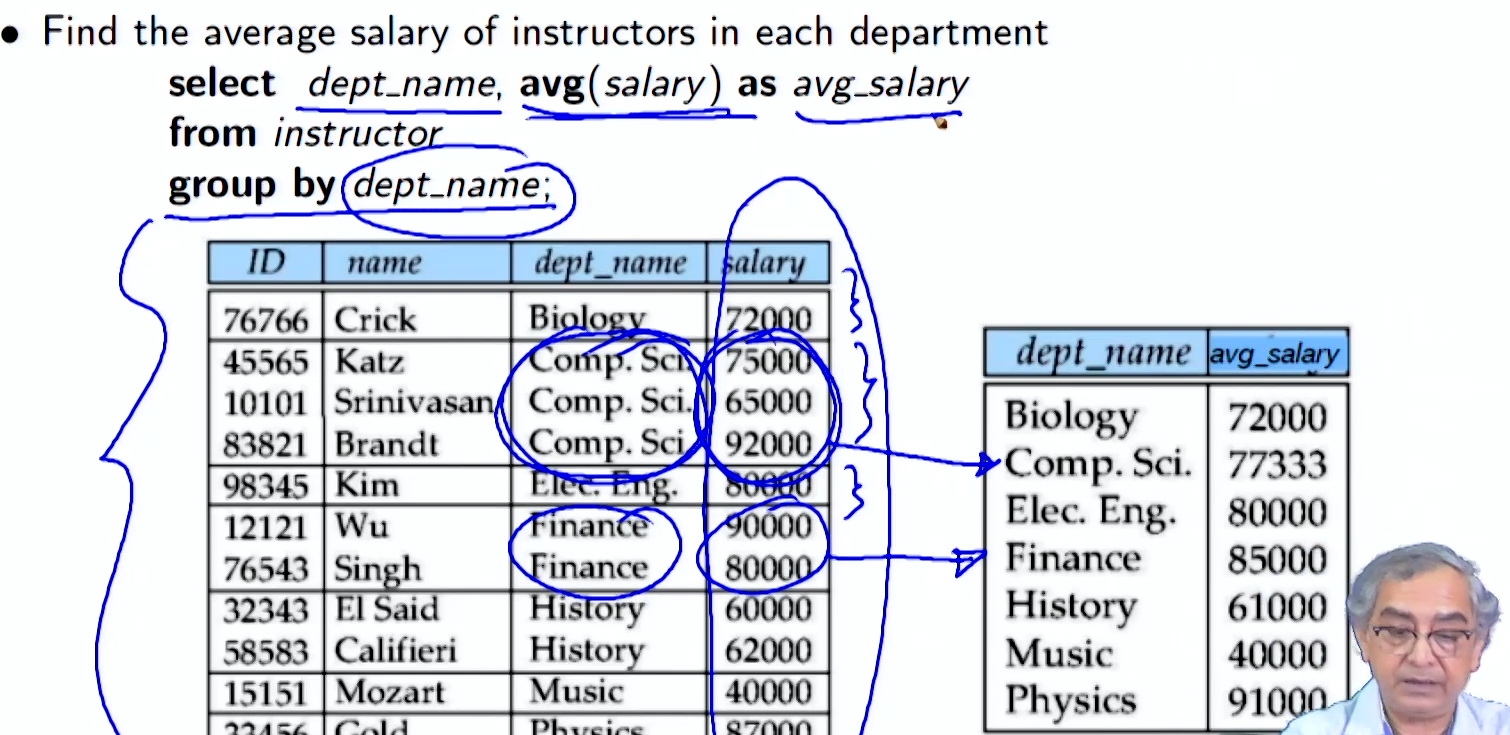 • Find the average salary of instructors in each department
select dept_name, avg(salary) as avg_salary
from instructor
group by dept_name;
ID name dept_name salary
76766 Crick Biology 72000
45565 Katz Comp. Sci. 75000
10101 Srinivasan Comp. Sci. 65000
83821 Brandt Comp. Sci. 92000
98345 Kim Elec. Eng. 80000
12121 Wu Finance 90000
76543 Singh Finance 80000
32343 El Said History 60000
58583 Califieri History 62000
15151 Mozart Music 40000
33456 Gold Physics 87000
dept_name avg_salary
Biology 72000
Comp. Sci. 77333
Elec. Eng. 80000
Finance 85000
History 61000
Music 40000
Physics 91000